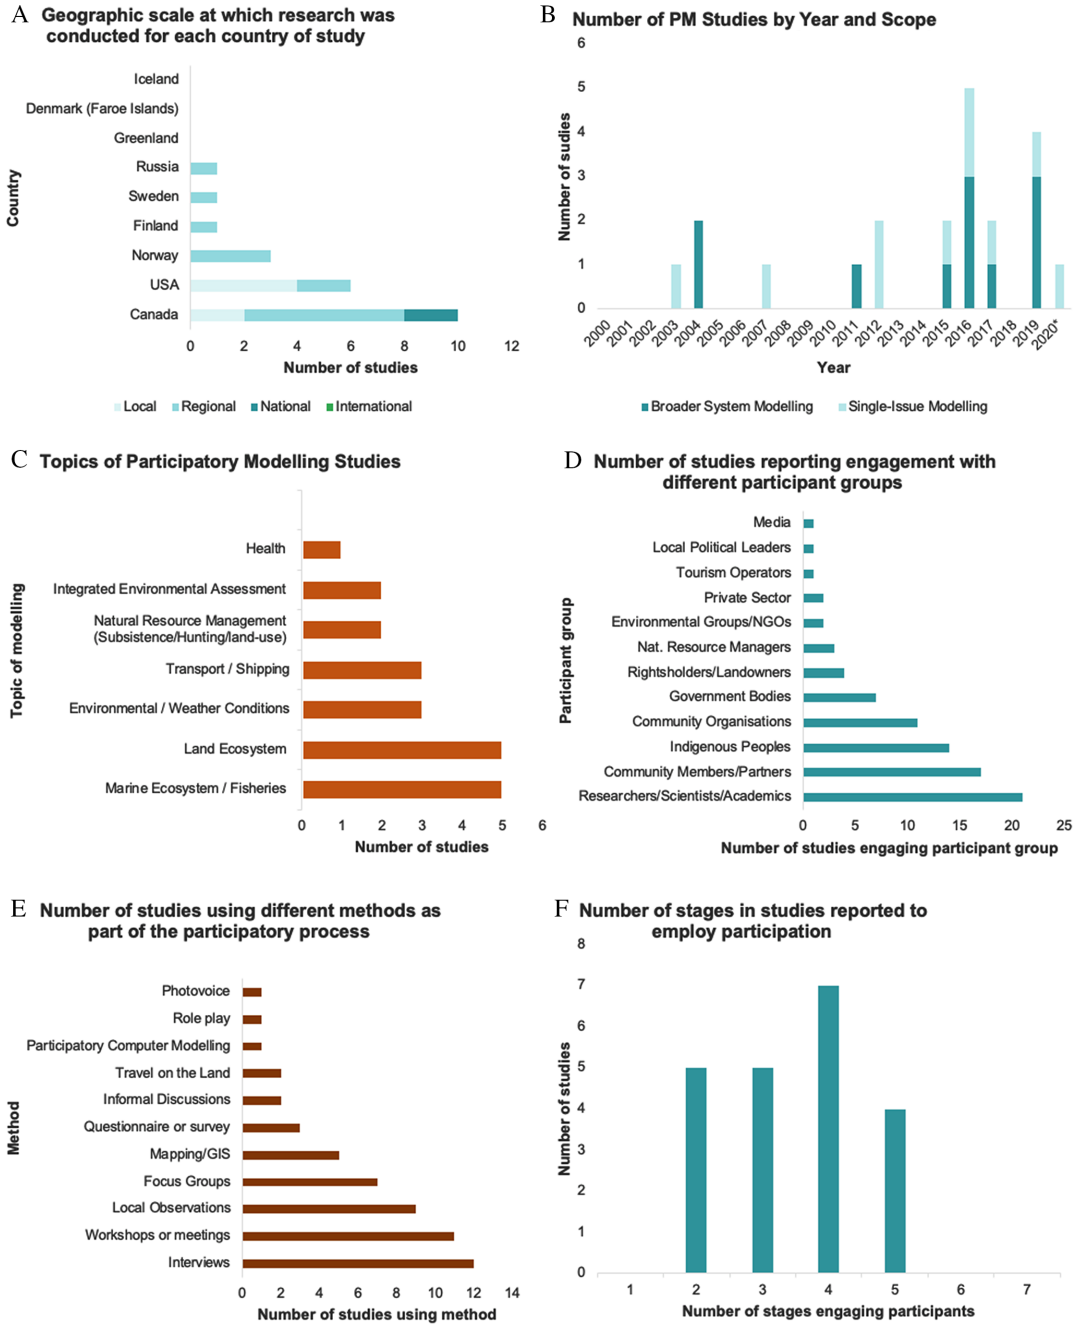 A Geographic scale at which research was
conducted for each country of study
Country
Iceland
Denmark (Faroe Islands)
Greenland
Russia
Sweden
Finland
Norway
USA
Canada
0 2 4 6 8 10 12
Number of studies
Local Regional National International
B Number of PM Studies by Year and Scope
Number of sudies
6
5
4
3
2
1
0
2000 2001 2002 2003 2004 2005 2006 2007 2008 2009 2010 2011 2012 2013 2014 2015 2016 2017 2018 2019 2020*
Year
Broader System Modelling Single-Issue Modelling
C Topics of Participatory Modelling Studies
Topic of modelling
Health
Integrated Environmental Assessment
Natural Resource Management
(Subsistence/Hunting/land-use)
Transport / Shipping
Environmental / Weather Conditions
Land Ecosystem
Marine Ecosystem / Fisheries
0 1 2 3 4 5 6
Number of studies
D Number of studies reporting engagement with
different participant groups
Participant group
Media
Local Political Leaders
Tourism Operators
Private Sector
Environmental Groups/NGOs
Nat. Resource Managers
Rightsholders/Landowners
Government Bodies
Community Organisations
Indigenous Peoples
Community Members/Partners
Researchers/Scientists/Academics
0 5 10 15 20 25
Number of studies engaging participant group
E Number of studies using different methods as
part of the participatory process
Method
Photovoice
Role play
Participatory Computer Modelling
Travel on the Land
Informal Discussions
Questionnaire or survey
Mapping/GIS
Focus Groups
Local Observations
Workshops or meetings
Interviews
0 2 4 6 8 10 12 14
Number of studies using method
F Number of stages in studies reported to
employ participation
Number of studies
8
7
6
5
4
3
2
1
0
1 2 3 4 5 6 7
Number of stages engaging participants